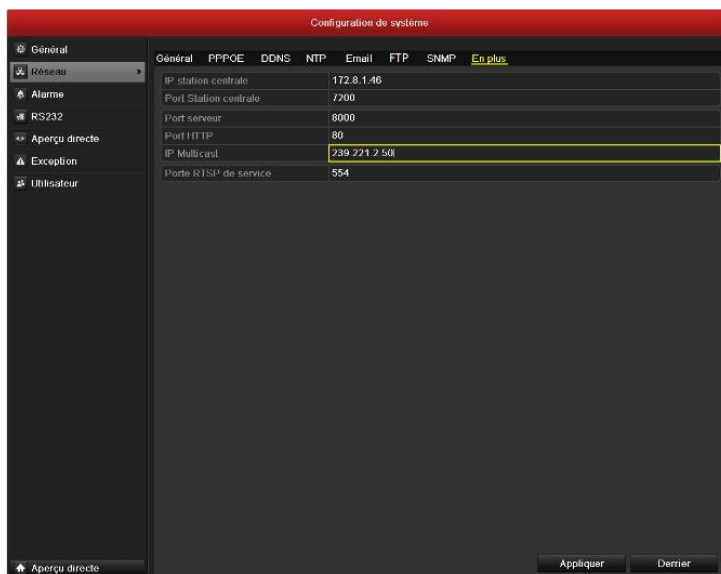 Configuration de système
Général
Réseau
Alarme
RS232
Aperçu directe
Exception
Utilisateur
Général PPPOE DDNS NTP Email FTP SNMP En plus
IP station centrale 172.8.1.46
Port Station centrale 7200
Port serveur 8000
Port HTTP 80
IP Multicast 239.221.2.50
Porte RTSP de service 554
Appliquer Derrier
Aperçu directe